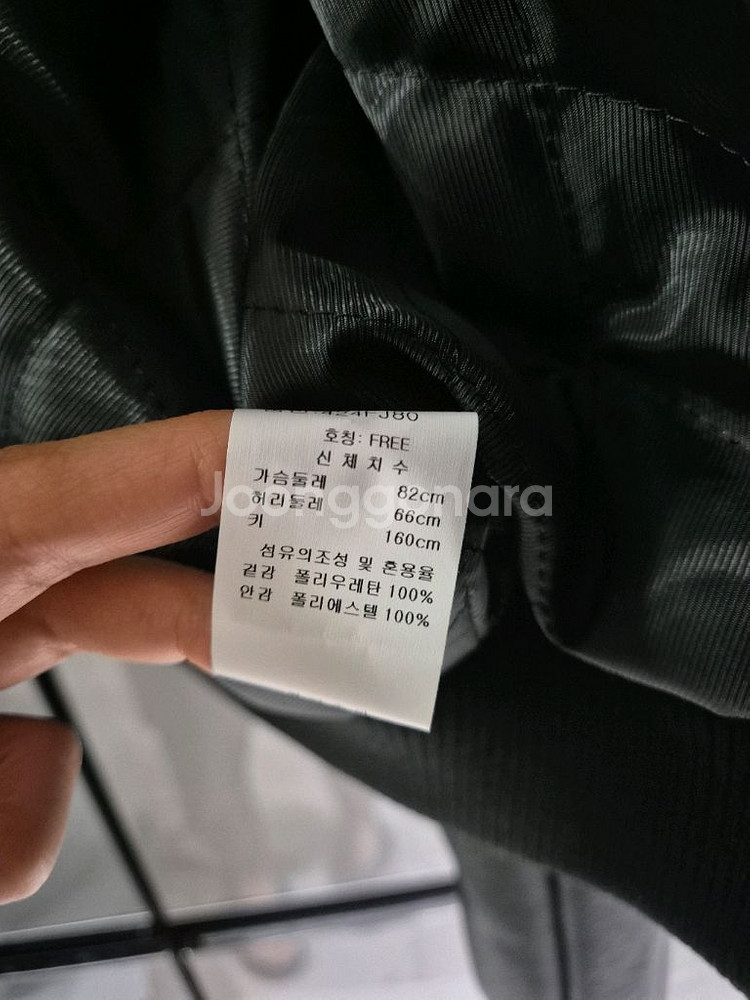 호칭: FREE
신 체 치 수
가슴둘레 82cm
허리둘레 66cm
키 160cm
섬유의조성 및 혼용율
겉감 폴리우레탄 100%
안감 폴리에스텔 100%
Joonggonara